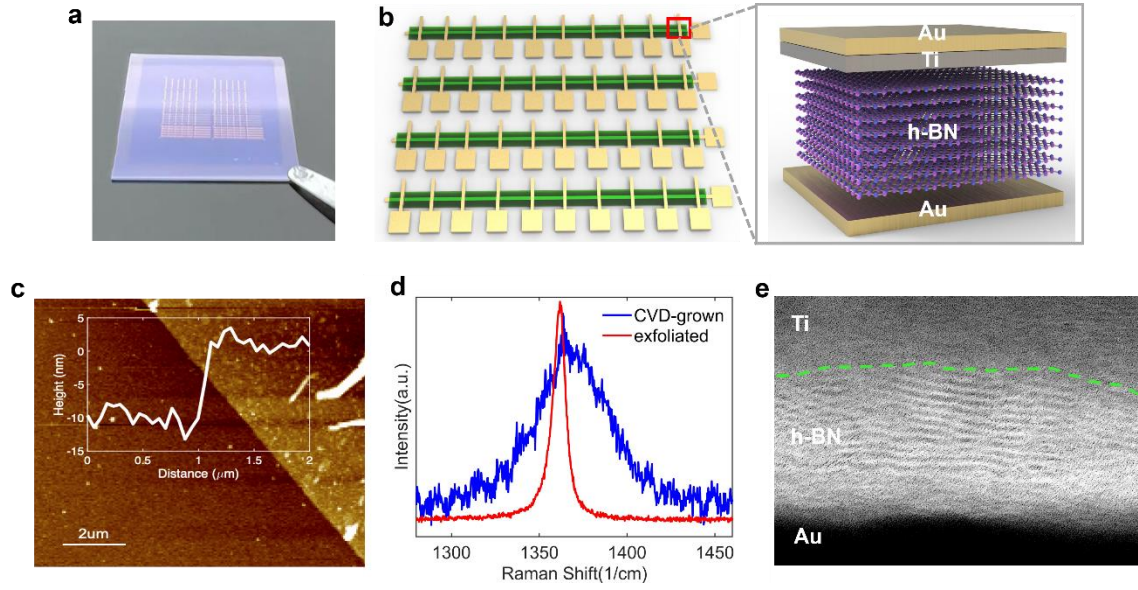 a
b
Au
Ti
h-BN
Au
c
5
0
-5
-10
-15
Height (nm)
0
0.5
1
1.5
2
Distance (μm)
2um
d
CVD-grown
exfoliated
Intensity(a.u.)
1300
1350
1400
1450
Raman Shift(1/cm)
e
Ti
h-BN
Au